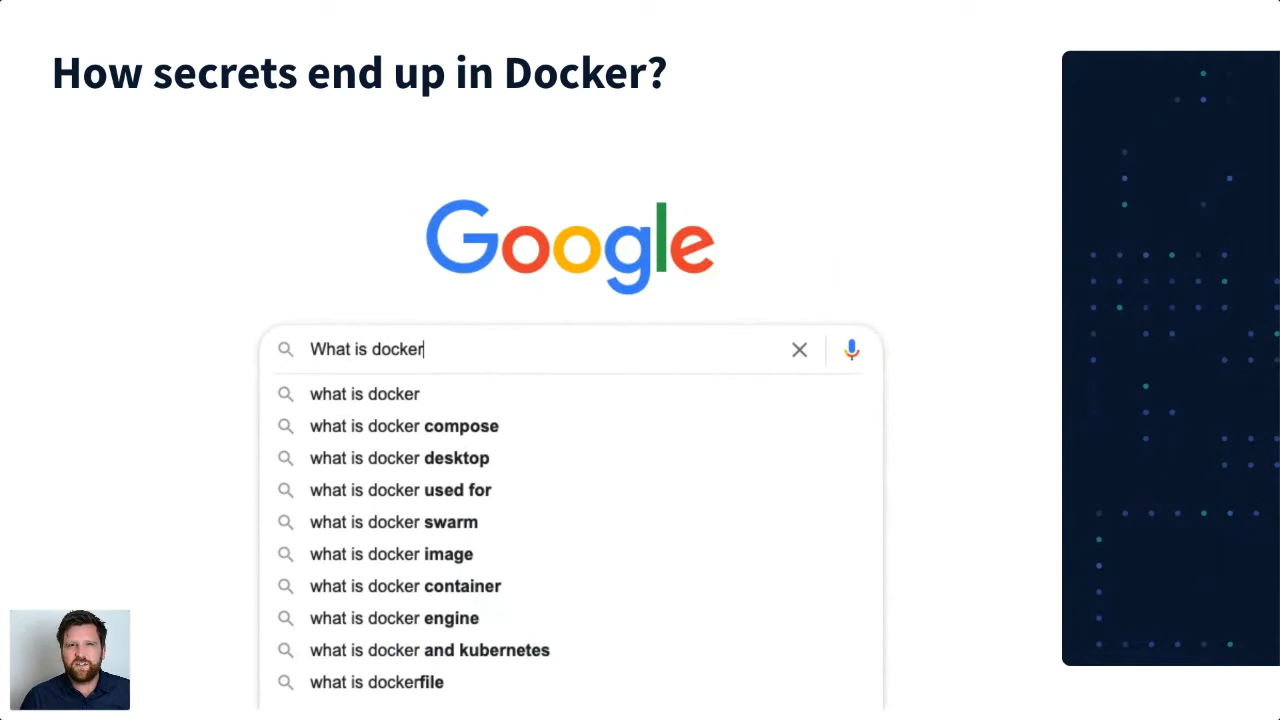 How secrets end up in Docker?
Google
What is docker
what is docker
what is docker compose
what is docker desktop
what is docker used for
what is docker swarm
what is docker image
what is docker container
what is docker engine
what is docker and kubernetes
what is dockerfile